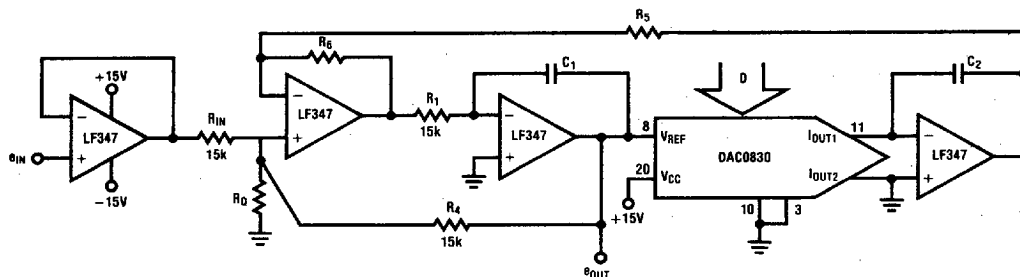 R5
R6
C1
C2
D
+15V
LF347
R1
15k
LF347
RIN
15k
−
+
−
+
−
+
−
+
eIN
−15V
RQ
R4
15k
eOUT
8
VREF
IOUT1
11
DAC0830
LF347
LF347
20
VCC
IOUT2
+15V
10
3